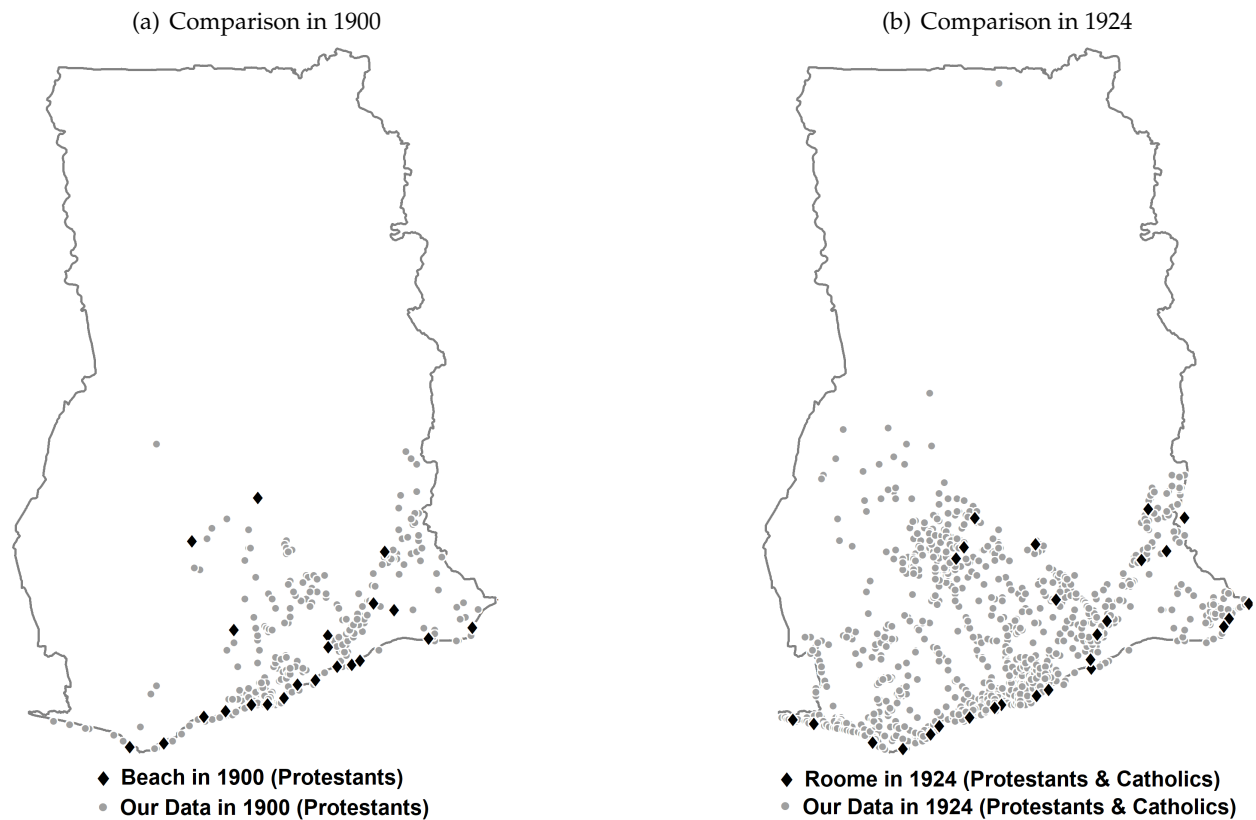 (a) Comparison in 1900
(b) Comparison in 1924
Beach in 1900 (Protestants)
Our Data in 1900 (Protestants)
Roome in 1924 (Protestants & Catholics)
Our Data in 1924 (Protestants & Catholics)